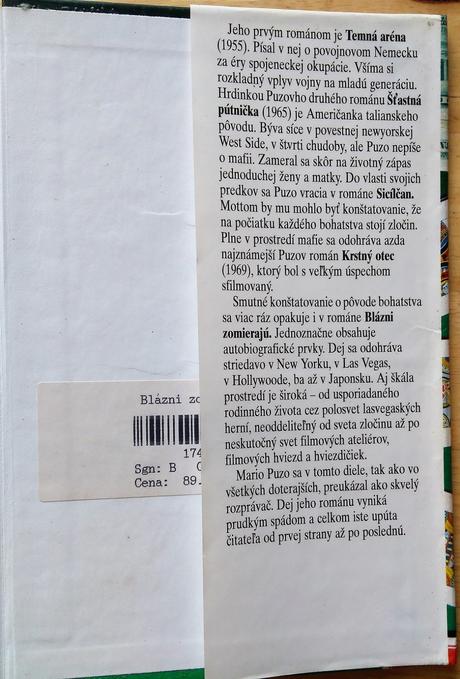 Jeho prvým románom je Temná aréna
(1955). Písal v nej o povojnovom Nemecku
za éry spojeneckej okupácie. Všíma si
rozkladný vplyv vojny na mladú generáciu.
Hrdinkou Puzovho druhého románu Šťastná
pútnička (1965) je Američanka talianskeho
pôvodu. Býva síce v povestnej newyorskej
West Side, v štvrti chudoby, ale Puzo nepíše
o mafii. Zameral sa skôr na životný zápas
jednoduchej ženy a matky. Do vlasti svojich
predkov sa Puzo vracia v románe Sicílčan.
Mottom by mu mohlo byť konštatovanie, že
na počiatku každého bohatstva stojí zločin.
Plne v prostredí mafie sa odohráva azda
najznámejší Puzov román Krstný otec
(1969), ktorý bol s veľkým úspechom
sfilmovaný.
Smutné konštatovanie o pôvode bohatstva
sa viac ráz opakuje i v románe Blázni
zomierajú. Jednoznačne obsahuje
autobiografické prvky. Dej sa odohráva
striedavo v New Yorku, v Las Vegas,
v Hollywoode, ba až v Japonsku. Aj škála
prostredí je široká – od usporiadaného
rodinného života cez polosvet lasvegaských
herní, neoddeliteľný od sveta zločinu až po
neskutočný svet filmových ateliérov,
filmových hviezd a hviezdičiek.
Mario Puzo sa v tomto diele, tak ako vo
všetkých doterajších, preukázal ako skvelý
rozprávač. Dej jeho románu vyniká
prudkým spádom a celkom iste upúta
čitateľa od prvej strany až po poslednú.
Blázni zo
174
Sgn: B
Cena: 89.